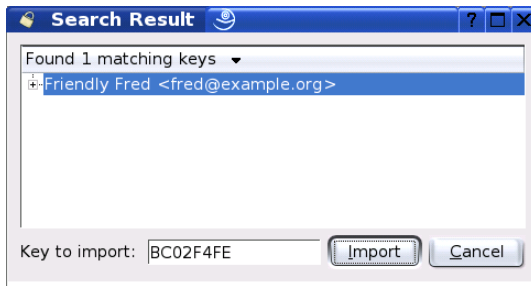 Search Result
Found 1 matching keys
Friendly Fred <fred@example.org>
Key to import: BC02F4FE Import Cancel